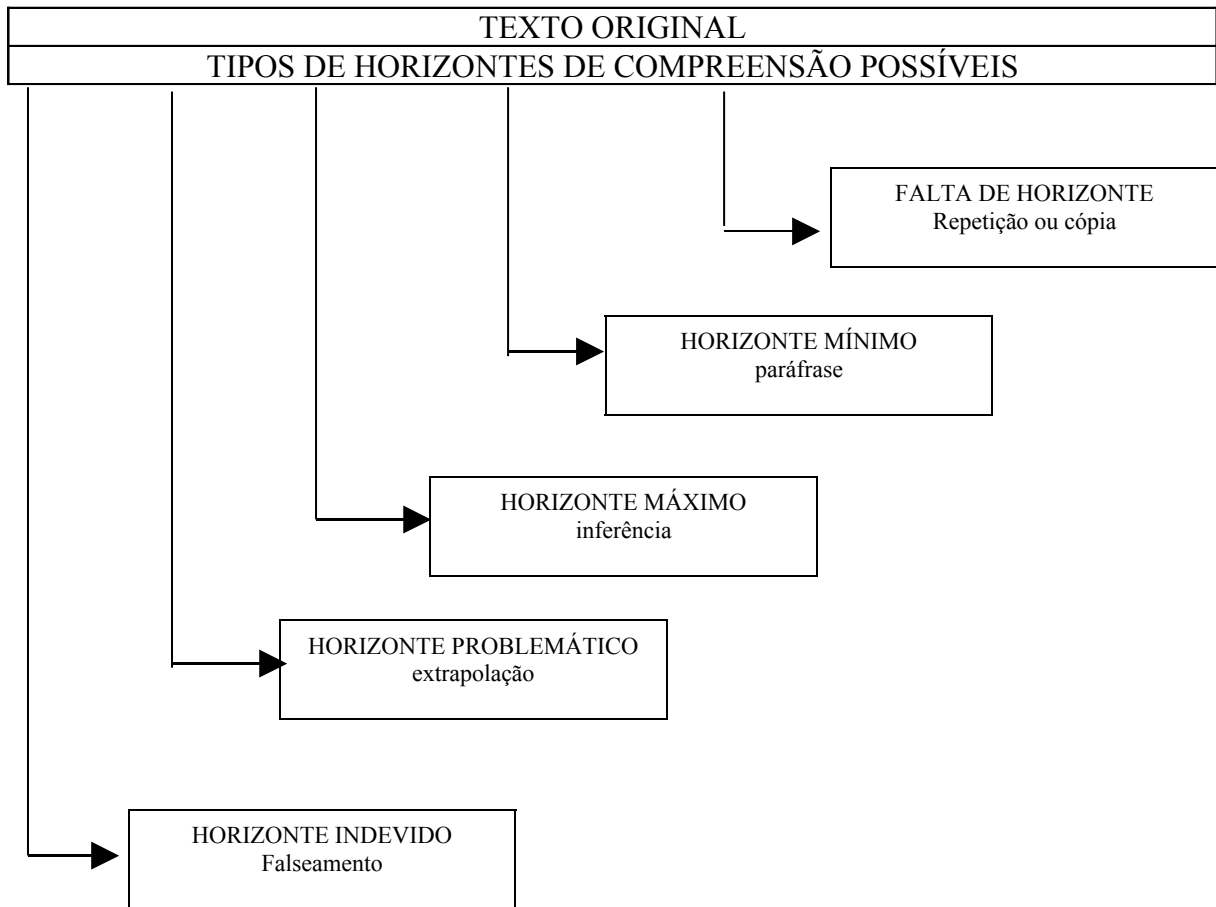 TEXTO ORIGINAL
TIPOS DE HORIZONTES DE COMPREENSÃO POSSÍVEIS
FALTA DE HORIZONTE
Repetição ou cópia
HORIZONTE MÍNIMO
paráfrase
HORIZONTE MÁXIMO
inferência
HORIZONTE PROBLEMÁTICO
extrapolação
HORIZONTE INDEVIDO
Falseamento